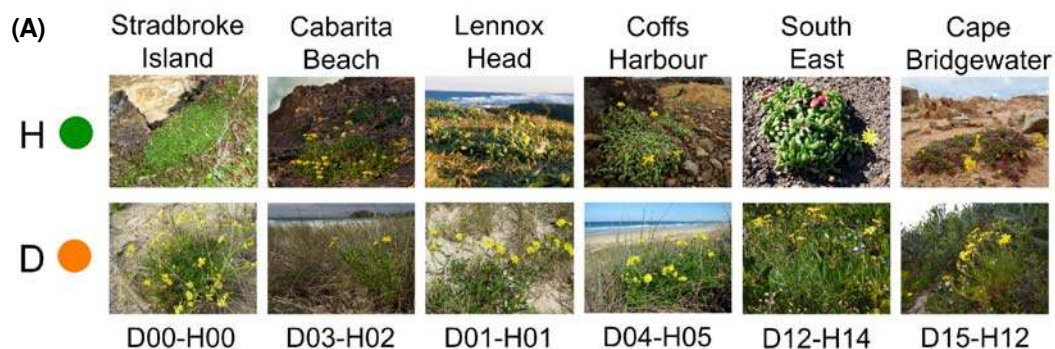 (A)
Stradbroke Island
Cabarita Beach
Lennox Head
Coffs Harbour
South East
Cape Bridgewater
H
D
D00-H00 D03-H02 D01-H01 D04-H05 D12-H14 D15-H12